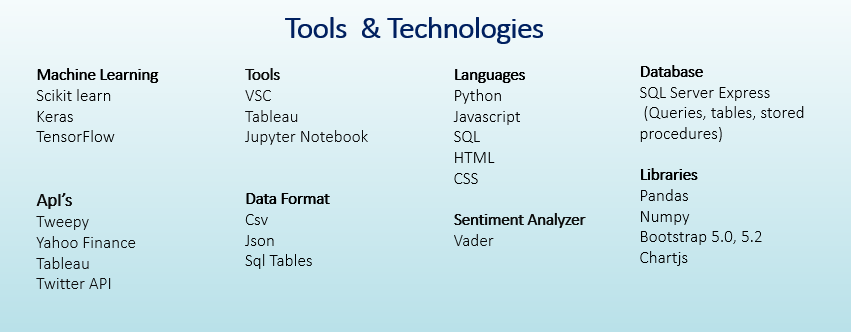 Tools & Technologies
Machine Learning
Scikit learn
Keras
TensorFlow
Tools
VSC
Tableau
Jupyter Notebook
Languages
Python
Javascript
SQL
HTML
CSS
Database
SQL Server Express
(Queries, tables, stored
procedures)
ApI's
Tweepy
Yahoo Finance
Tableau
Twitter API
Data Format
Csv
Json
Sql Tables
Sentiment Analyzer
Vader
Libraries
Pandas
Numpy
Bootstrap 5.0, 5.2
Chartjs